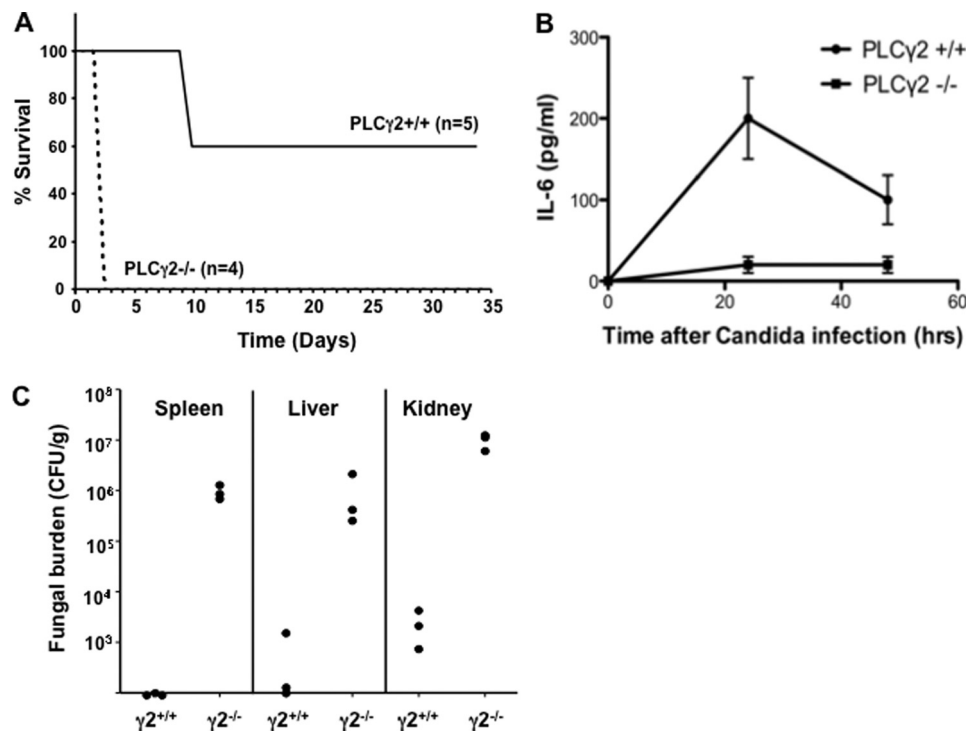 A
% Survival
100
80
60
40
20
0
PLCγ2+/+ (n=5)
PLCγ2-/- (n=4)
0 5 10 15 20 25 30 35
Time (Days)
B
IL-6 (pg/ml)
300
200
100
0
PLCγ2 +/+
PLCγ2 -/-
0 20 40 60
Time after Candida infection (hrs)
C
Fungal burden (CFU/g)
10⁸
10⁷
10⁶
10⁵
10⁴
10³
Spleen Liver Kidney
γ2+/+ γ2-/- γ2+/+ γ2-/- γ2+/+ γ2-/-